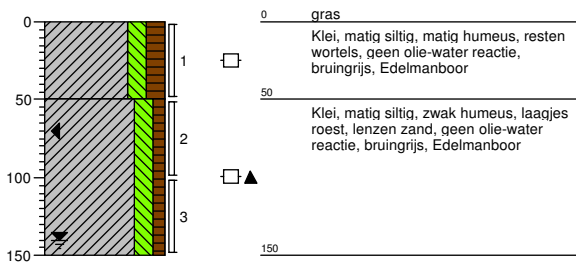 0
50
100
150
1
2
3
0 gras
Klei, matig siltig, matig humeus, resten
wortels, geen olie-water reactie,
bruingrijs, Edelmanboor
50
Klei, matig siltig, zwak humeus, laagjes
roest, lenzen zand, geen olie-water
reactie, bruingrijs, Edelmanboor
150